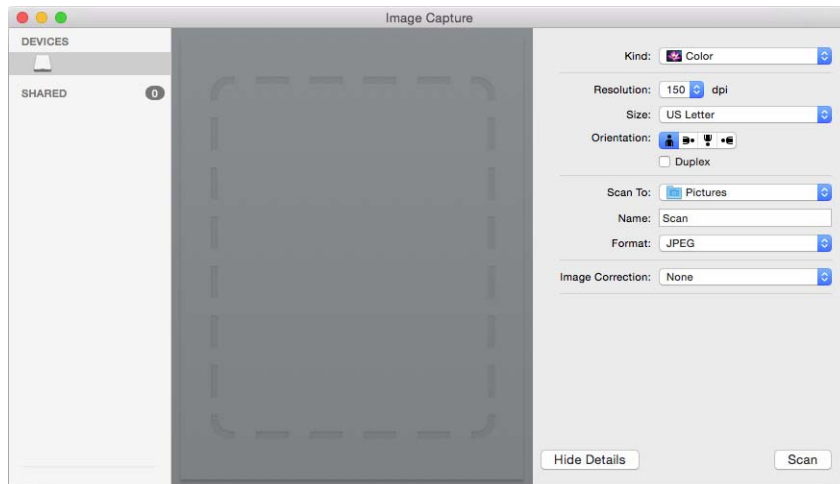 Image Capture
DEVICES
SHARED 0
Kind: Color
Resolution: 150 dpi
Size: US Letter
Orientation:
Duplex
Scan To: Pictures
Name: Scan
Format: JPEG
Image Correction: None
Hide Details Scan